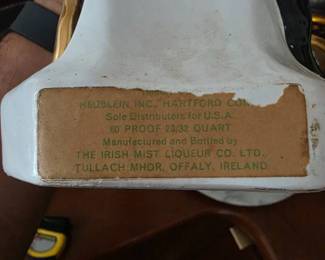 HEUBLEIN INC., HARTFORD CO
Sole Distributors for U.S.A.
60 PROOF 23/32 QUART
Manufactured and Bottled by
THE IRISH MIST LIQUEUR CO. LTD.
TULLACH MHOR, OFFALY, IRELAND